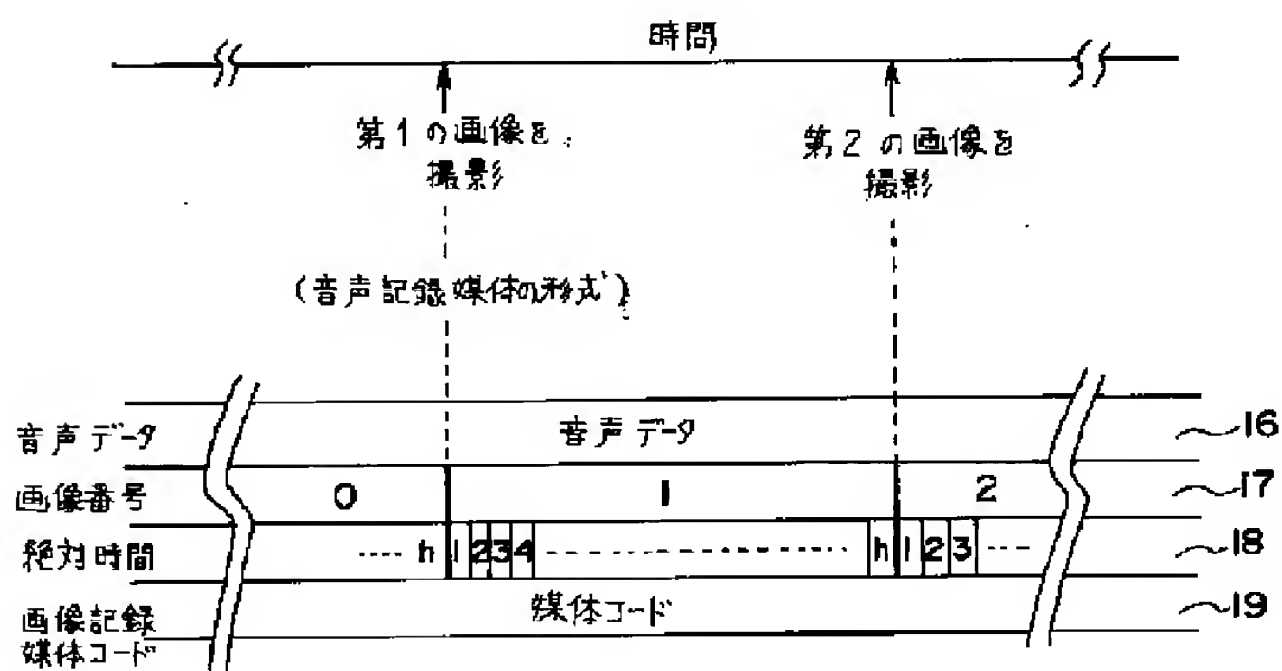 時間
第1の画像を
撮影
第2の画像を
撮影
(音声記録媒体の形式)
音声データ 音声データ 16
画像番号 0 1 2 17
絶対時間 ---- h 1 2 3 4 ---------------- h 1 2 3 ---- 18
画像記録 媒体コード 19
媒体コード